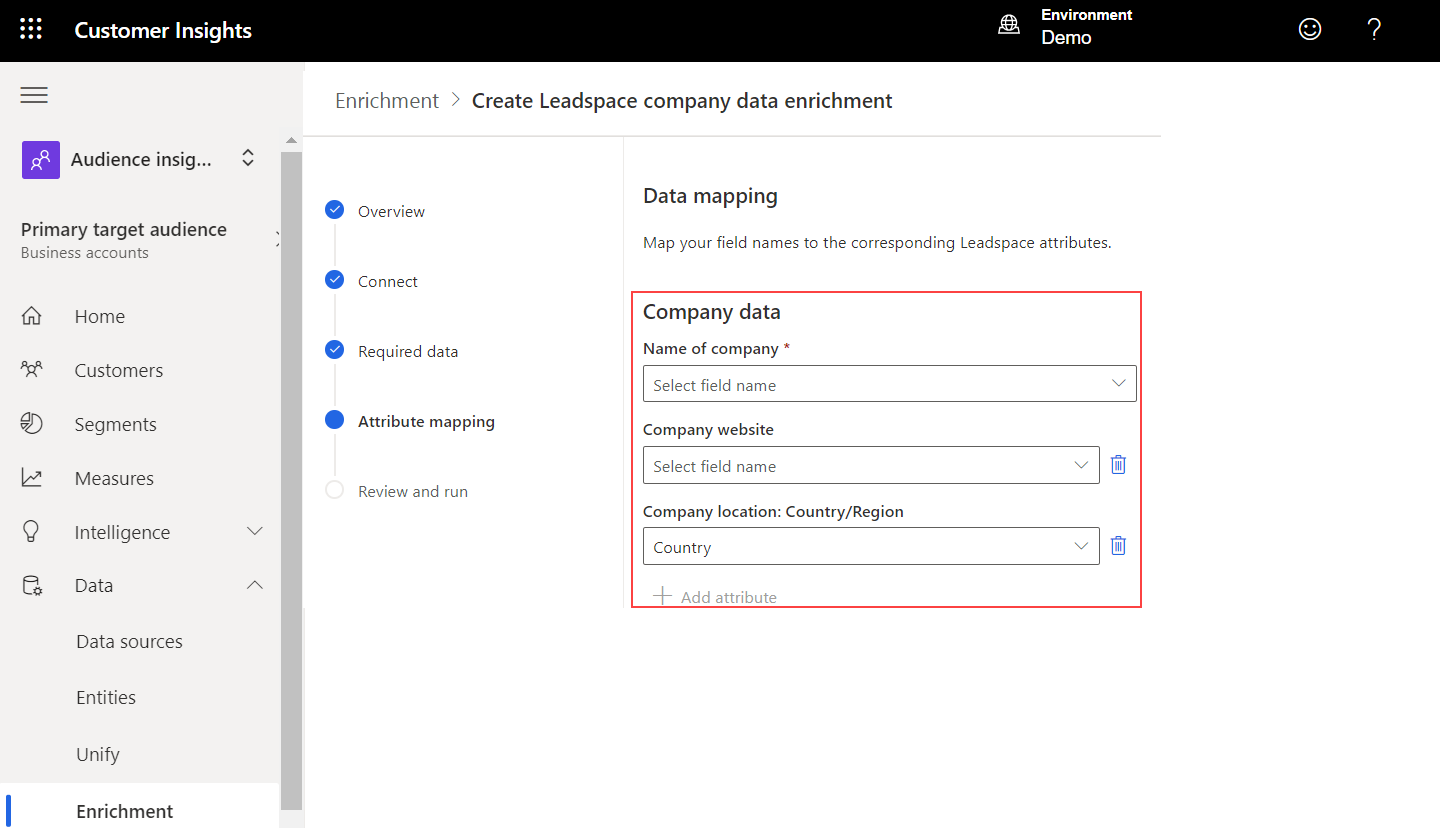 Customer Insights
Environment
Demo
?
Audience insig...
Primary target audience
Business accounts
Home
Customers
Segments
Measures
Intelligence
Data
Data sources
Entities
Unify
Enrichment
Enrichment > Create Leadspace company data enrichment
Overview
Connect
Required data
Attribute mapping
Review and run
Data mapping
Map your field names to the corresponding Leadspace attributes.
Company data
Name of company *
Select field name
Company website
Select field name
Company location: Country/Region
Country
+ Add attribute